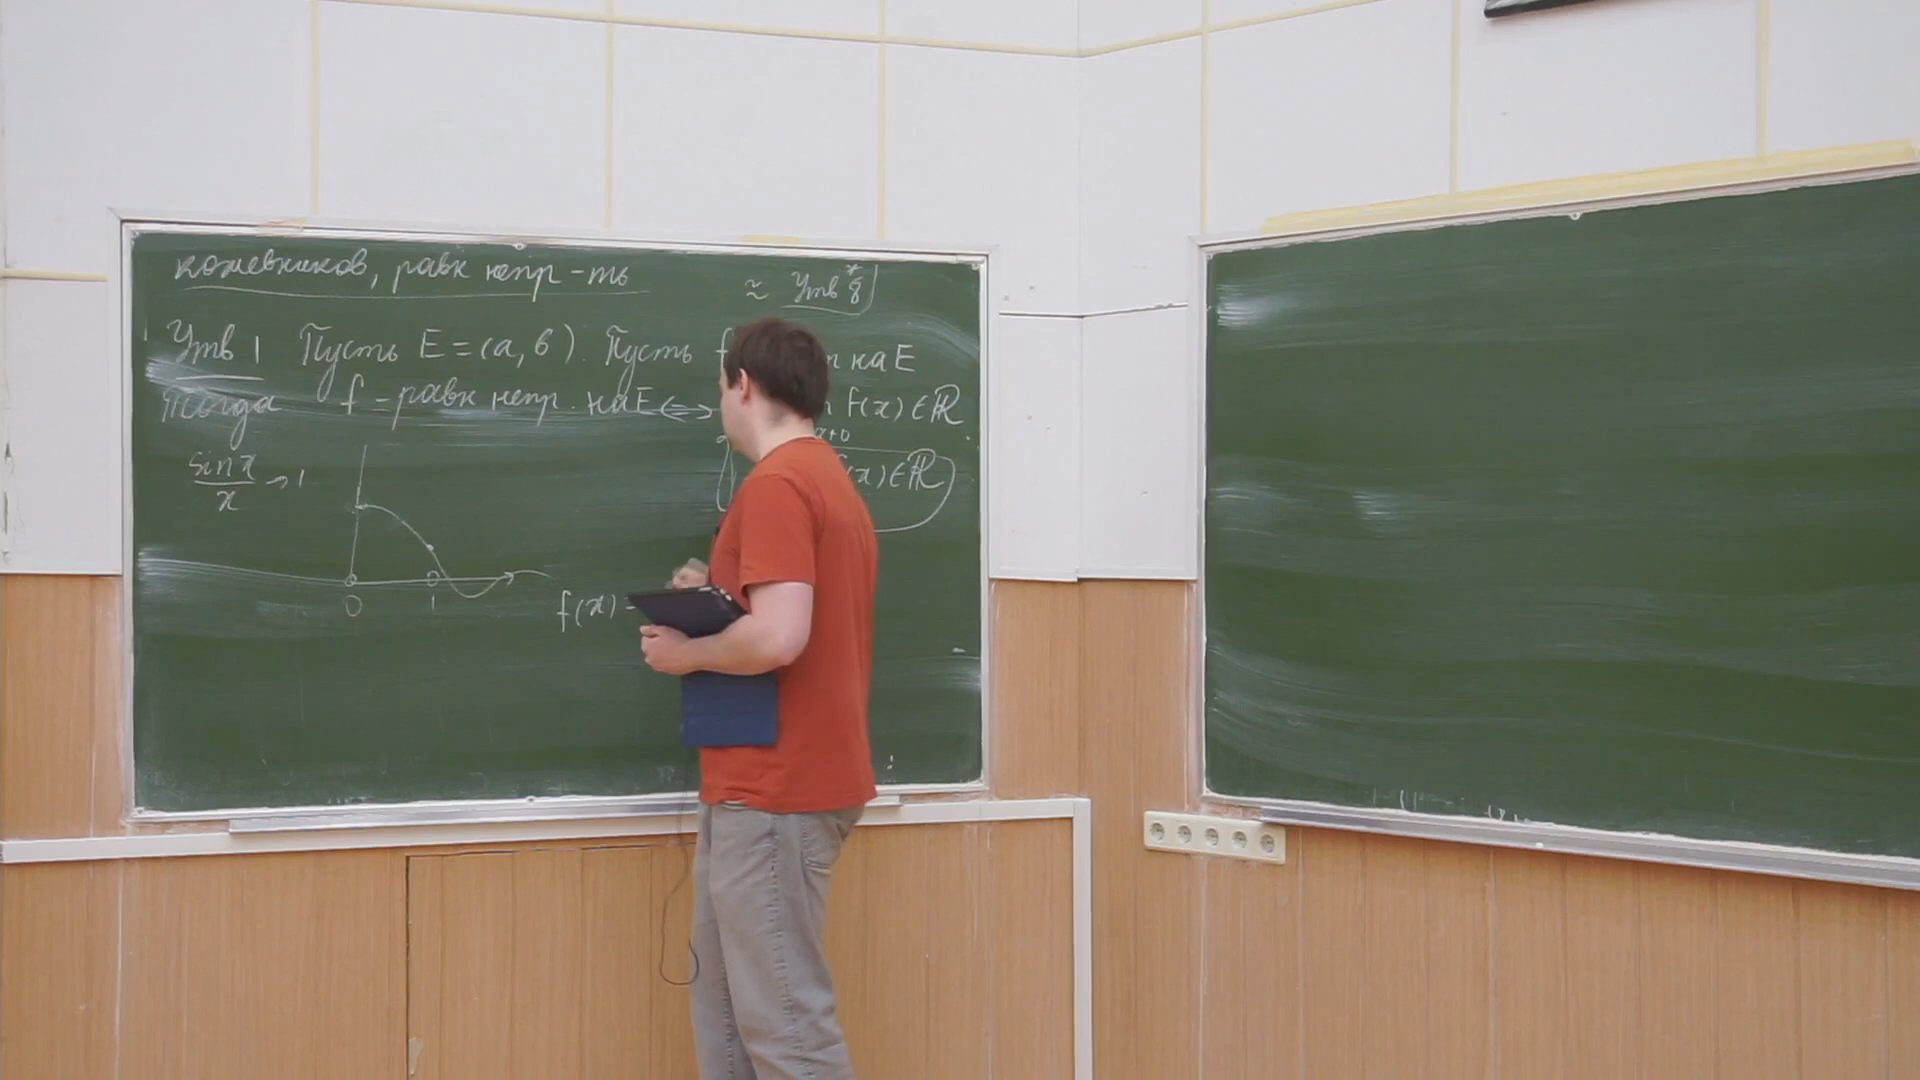 кожевников, равн непр-ть
≈ Утв 8*
Утв 1 Пусть E = (a, b). Пусть f на E
Тогда f - равн непр. на E <=> f(x) ∈ ℝ
x+0
f(x) ∈ ℝ
sin x / x → 1
0 1
f(x) =